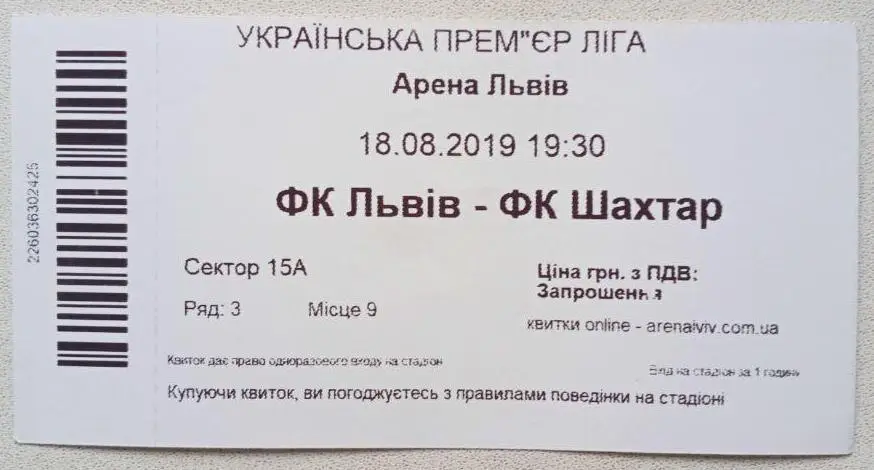 УКРАЇНСЬКА ПРЕМ"ЄР ЛІГА
Арена Львів
18.08.2019 19:30
ФК Львів - ФК Шахтар
Сектор 15А
Ряд: 3 Місце 9
Ціна грн. з ПДВ:
Запрошення
квитки online - arenalviv.com.ua
Квиток дає право одноразового входу на стадіон
Вхід на стадіон за 1 годину
Купуючи квиток, ви погоджуєтесь з правилами поведінки на стадіоні
226036302425